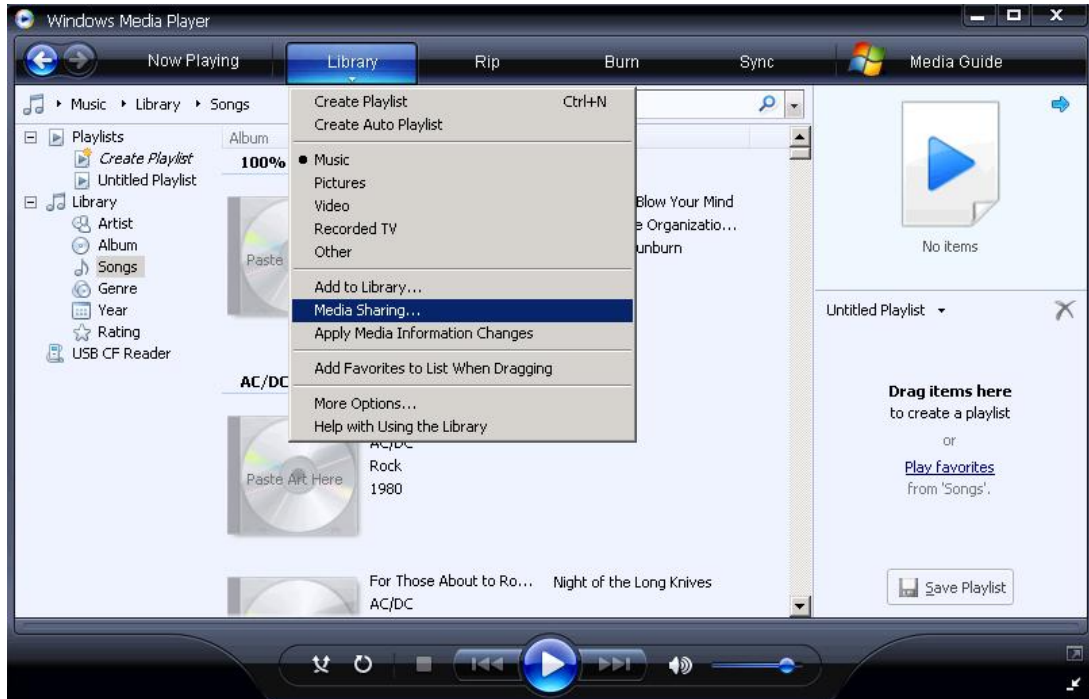 Windows Media Player
Now Playing
Library
Rip
Burn
Sync
Media Guide
Music Library Songs
Playlists
Create Playlist
Untitled Playlist
Library
Artist
Album
Songs
Genre
Year
Rating
USB CF Reader
Create Playlist Ctrl+N
Create Auto Playlist
Music
Pictures
Video
Recorded TV
Other
Add to Library...
Media Sharing...
Apply Media Information Changes
Add Favorites to List When Dragging
More Options...
Help with Using the Library
Album
100%
Paste
Blow Your Mind
Organizatio...
AC/DC
AC/DC
Rock
Paste Art Here
1980
For Those About to Ro... Night of the Long Knives
AC/DC
No items
Untitled Playlist
Drag items here
to create a playlist
or
Play favorites
from 'Songs'.
Save Playlist